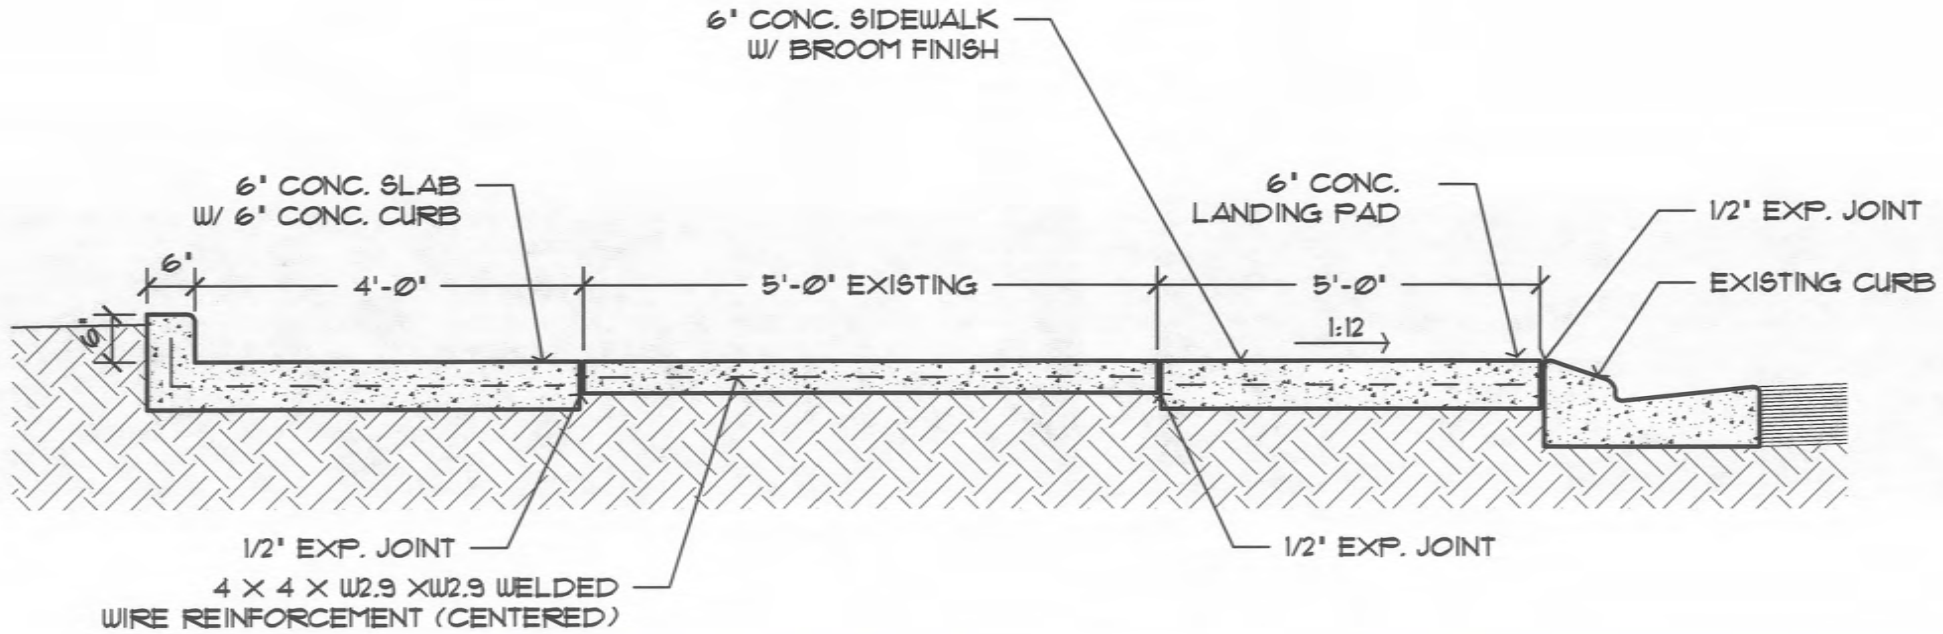 6" CONC. SIDEWALK
W/ BROOM FINISH
6" CONC. SLAB
W/ 6" CONC. CURB
6" CONC.
LANDING PAD
1/2" EXP. JOINT
EXISTING CURB
6"
4'-0"
5'-0" EXISTING
5'-0"
6"
1:12
1/2" EXP. JOINT
4 X 4 X W2.9 XW2.9 WELDED
WIRE REINFORCEMENT (CENTERED)
1/2" EXP. JOINT